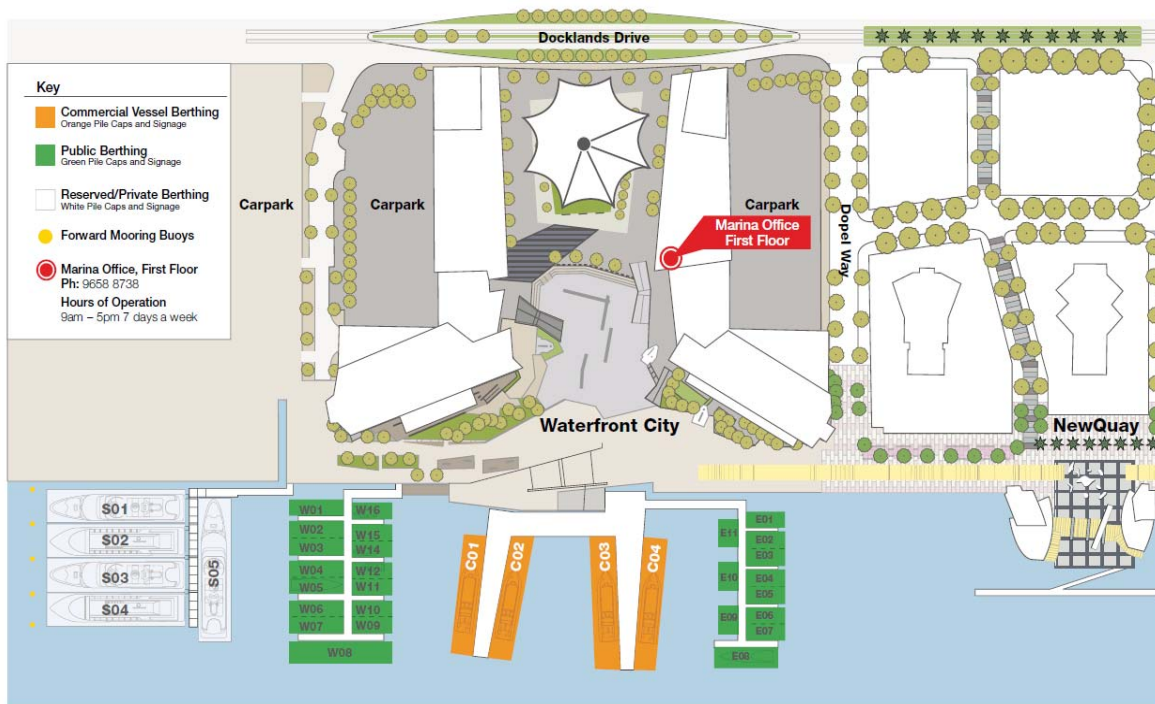 Docklands Drive
Key
Commercial Vessel Berthing
Orange Pile Caps and Signage
Public Berthing
Green Pile Caps and Signage
Reserved/Private Berthing
White Pile Caps and Signage
Forward Mooring Buoys
Marina Office, First Floor
Ph: 9658 8738
Hours of Operation
9am – 5pm 7 days a week
Carpark
Carpark
Carpark
Marina Office
First Floor
Dopel Way
Waterfront City
NewQuay
S01
S02
S03
S04
S05
W01
W02
W03
W04
W05
W06
W07
W08
W16
W15
W14
W12
W11
W10
W09
C01
C02
C03
C04
E11
E10
E09
E01
E02
E03
E04
E05
E06
E07
E08